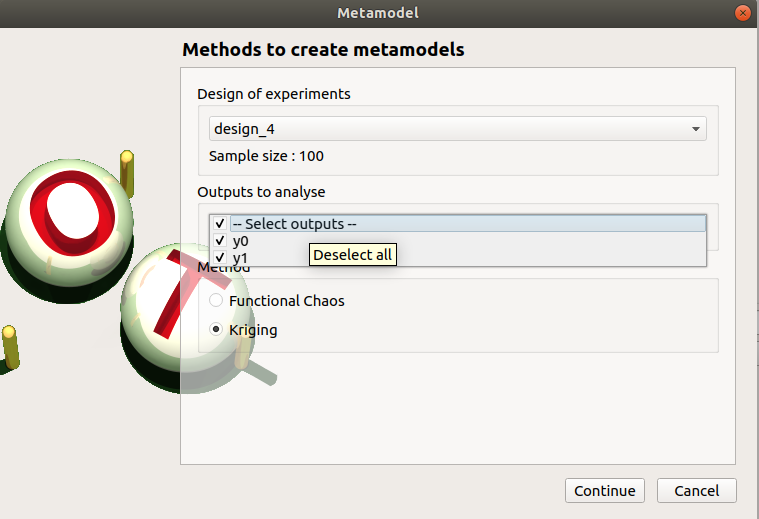 Metamodel
Methods to create metamodels
Design of experiments
design_4
Sample size : 100
Outputs to analyse
-- Select outputs --
y0
y1
Deselect all
Method
Functional Chaos
Kriging
Continue
Cancel